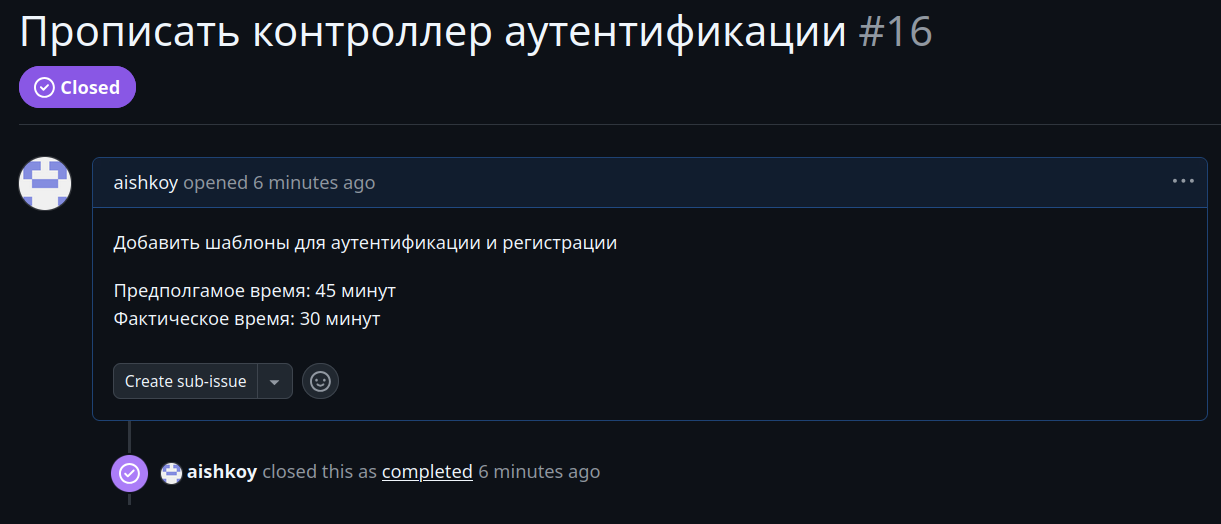 Прописать контроллер аутентификации #16
Closed
aishkoy opened 6 minutes ago
Добавить шаблоны для аутентификации и регистрации
Предполгамое время: 45 минут
Фактическое время: 30 минут
Create sub-issue
aishkoy closed this as completed 6 minutes ago